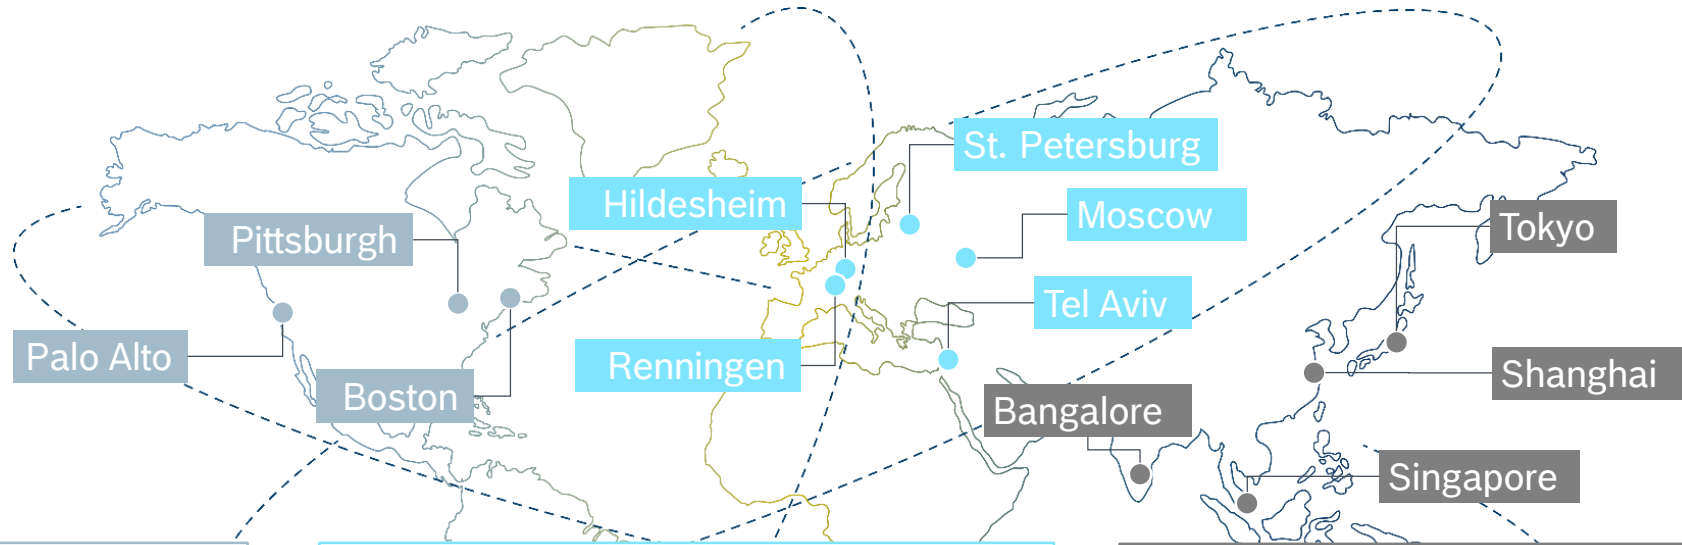 St. Petersburg
Hildesheim
Moscow
Pittsburgh
Tokyo
Tel Aviv
Palo Alto
Renningen
Shanghai
Boston
Bangalore
Singapore